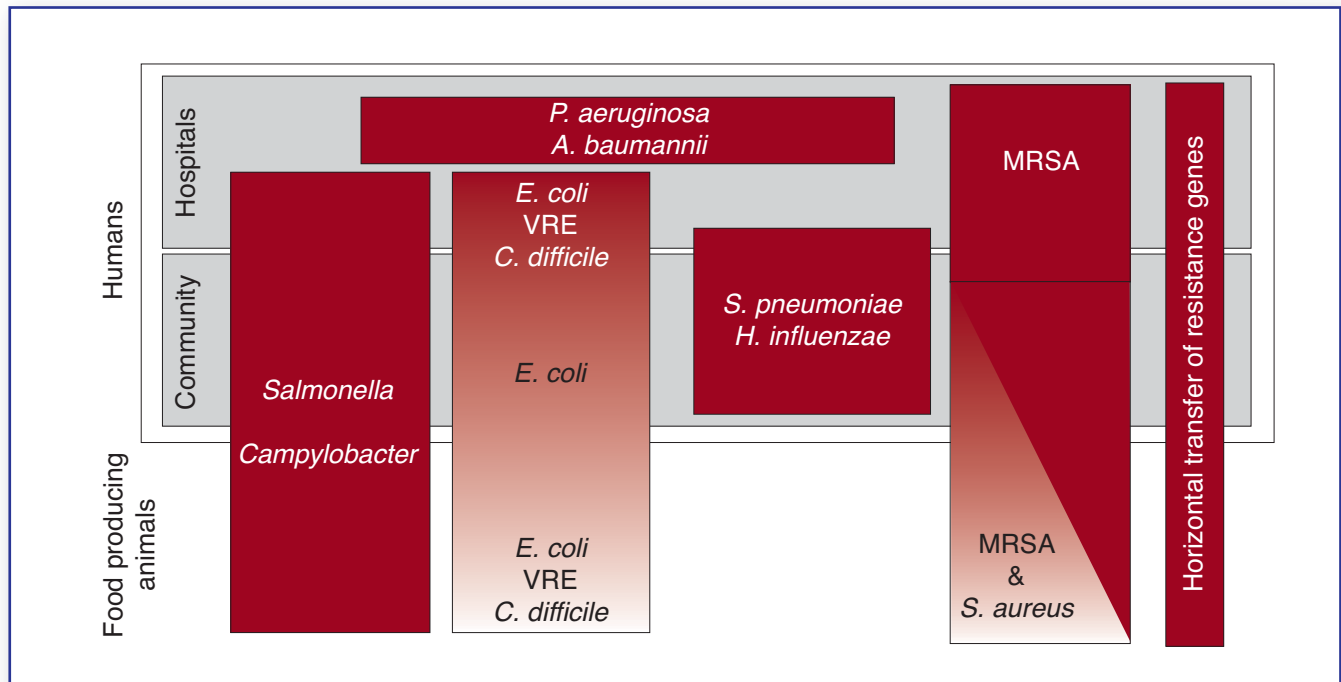 Humans
Hospitals
Community
Food producing
animals
P. aeruginosa
A. baumannii
Salmonella
Campylobacter
E. coli
VRE
C. difficile
E. coli
E. coli
VRE
C. difficile
S. pneumoniae
H. influenzae
MRSA
MRSA
&
S. aureus
Horizontal transfer of resistance genes